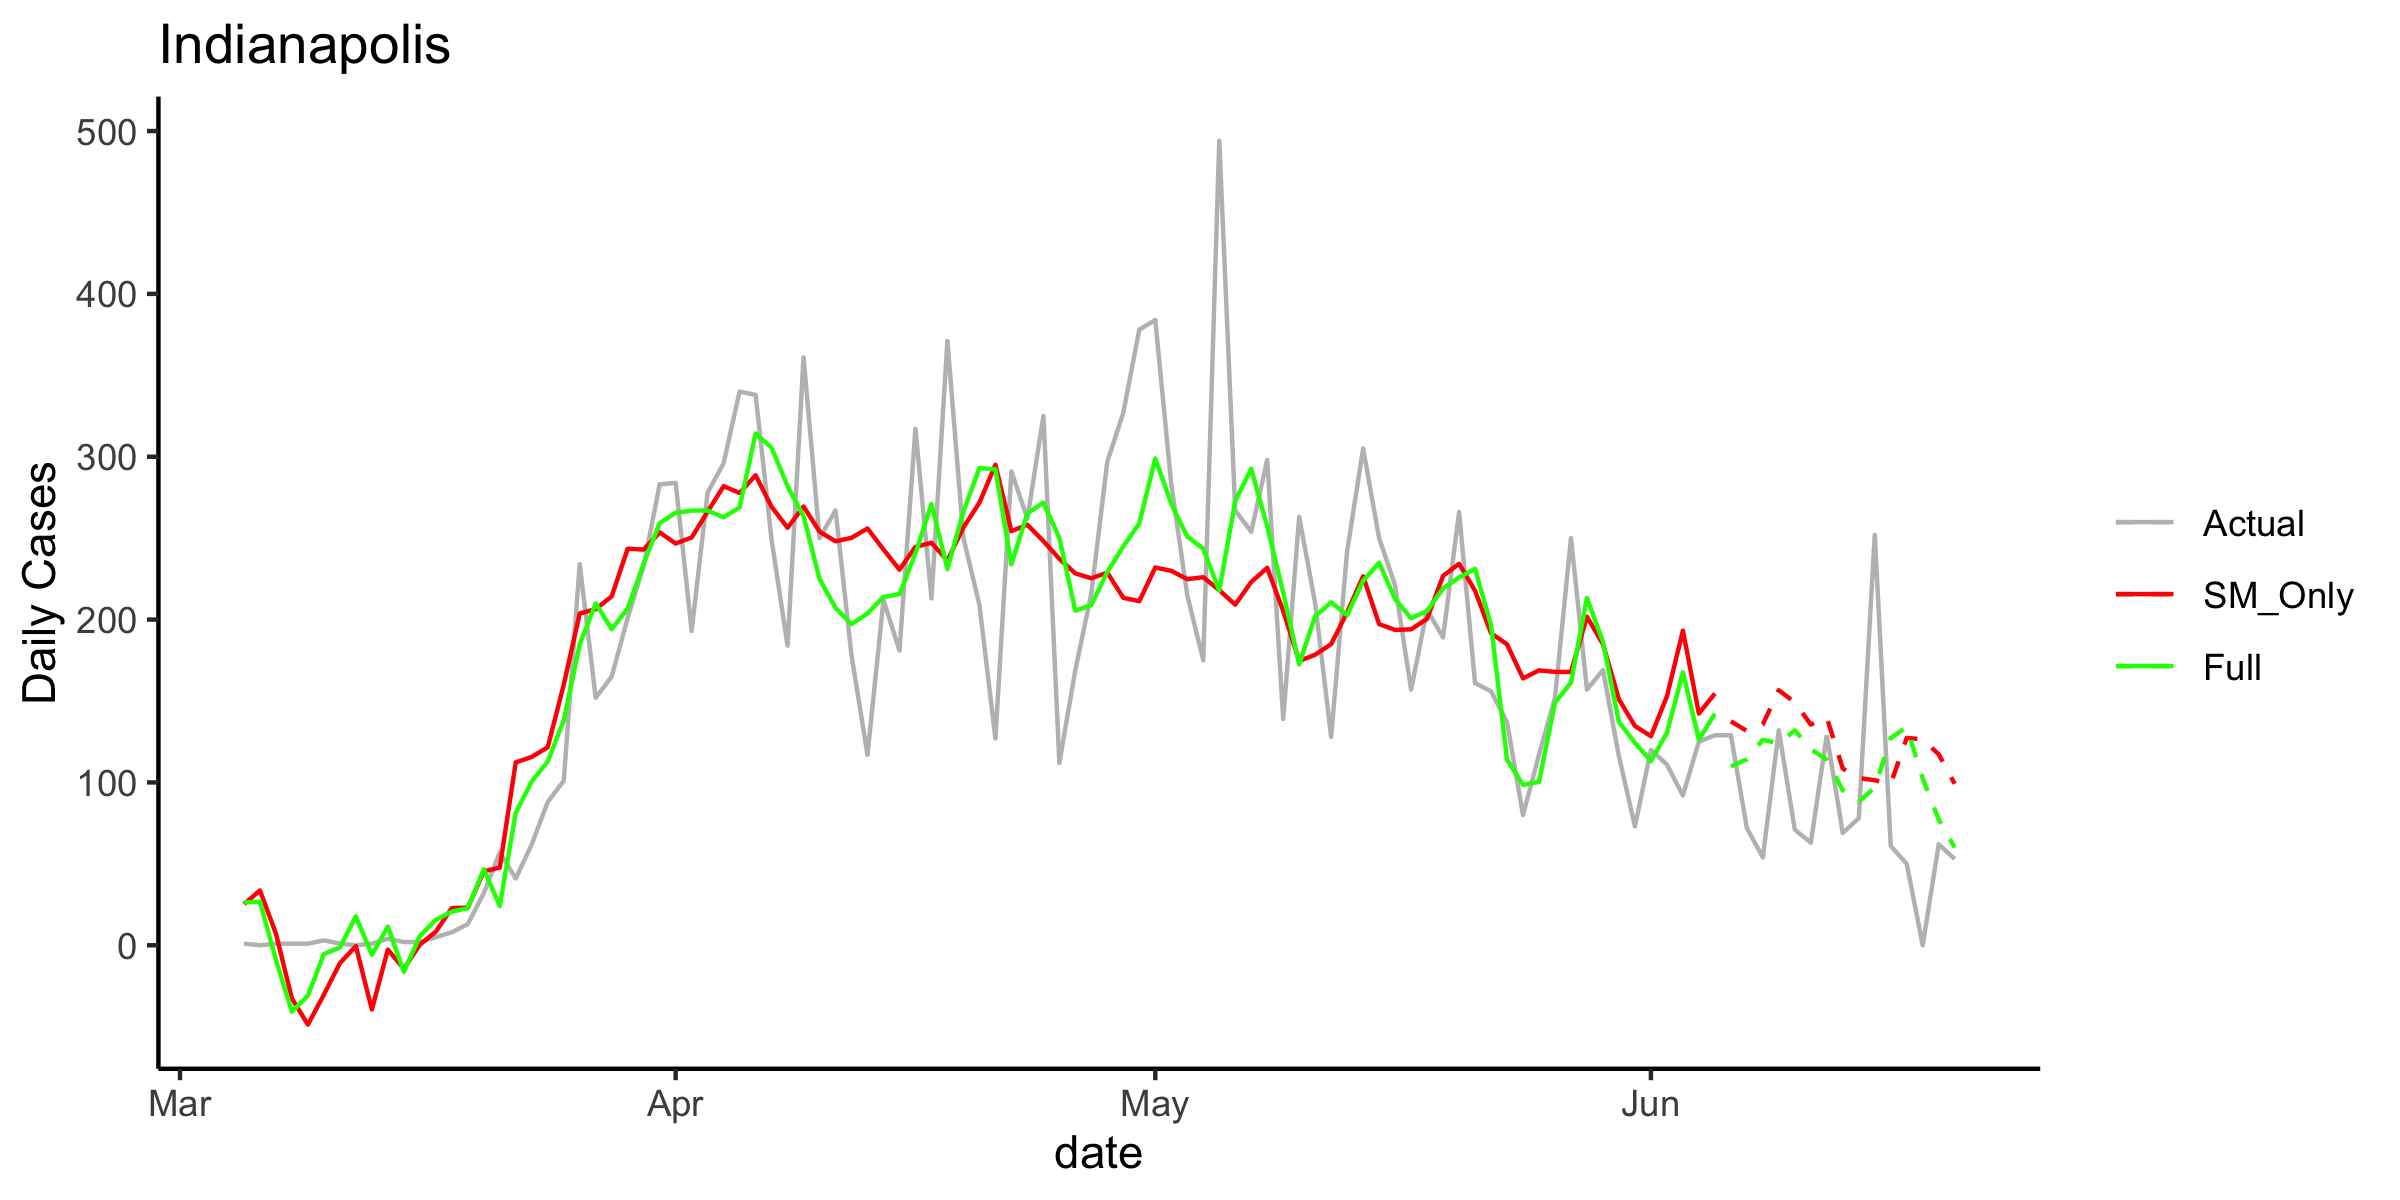 Indianapolis
500
400
300
200
100
0
Daily Cases
Mar Apr May Jun
date
Actual
SM_Only
Full